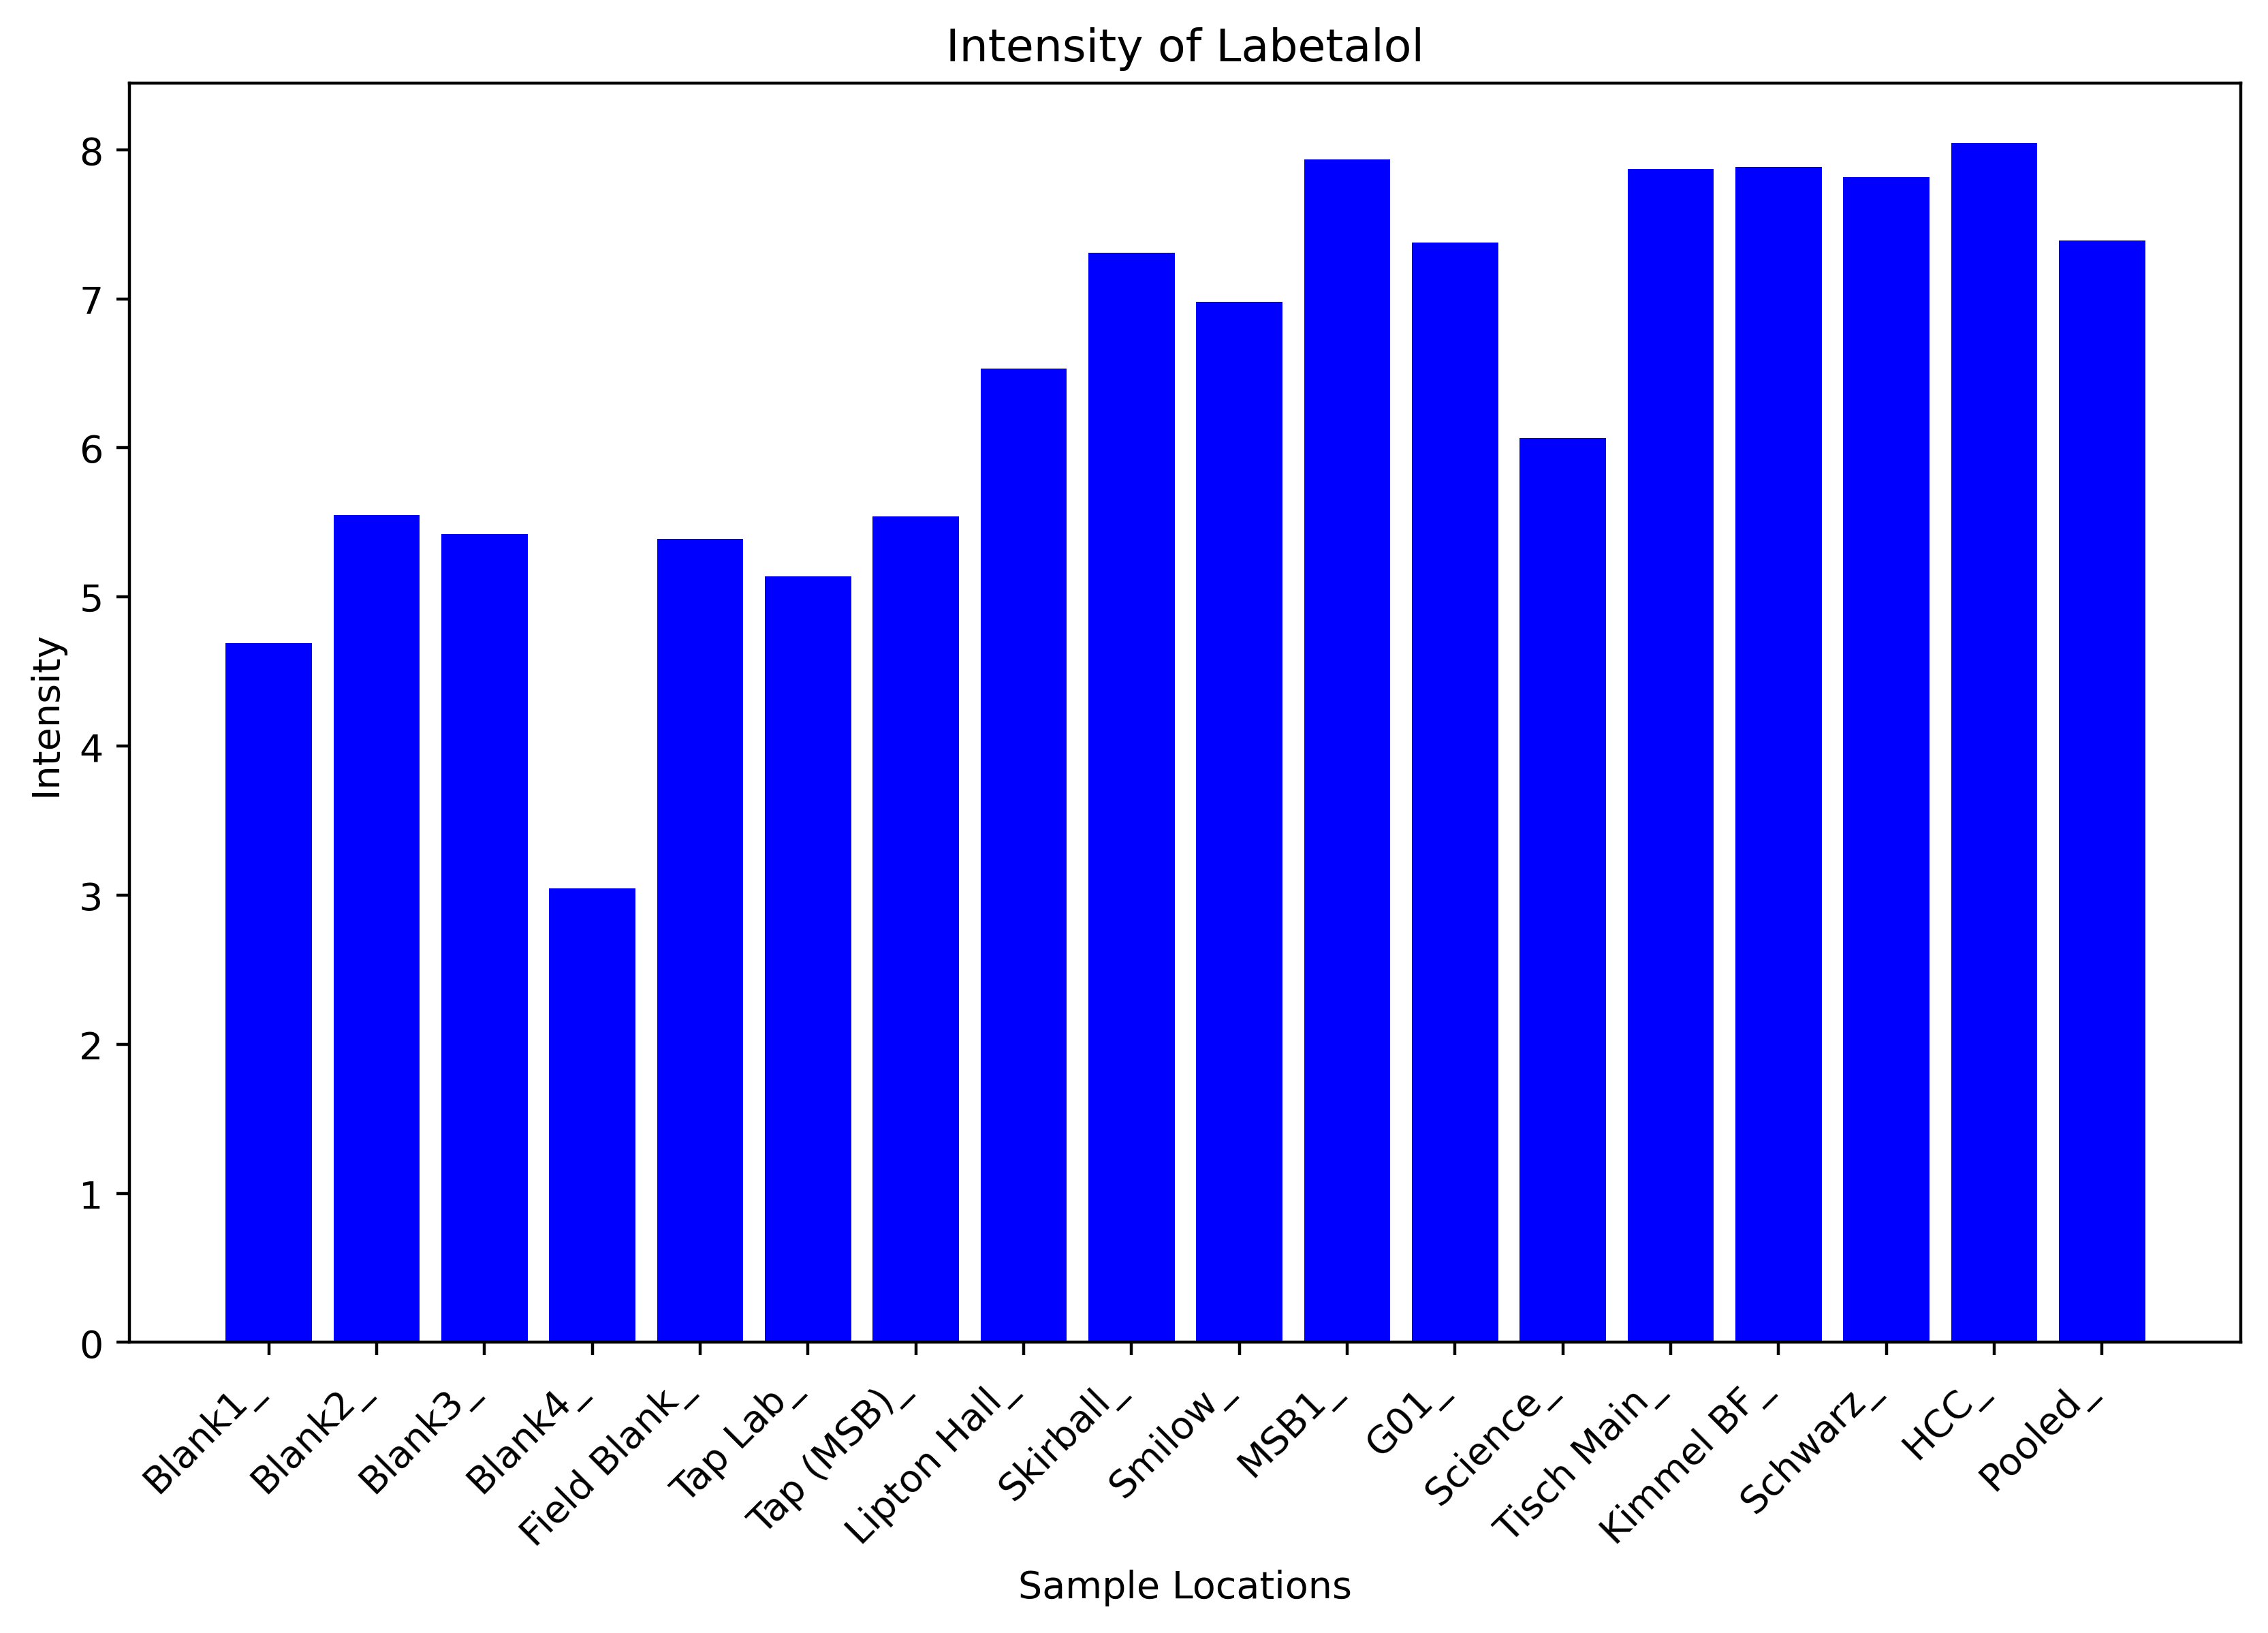 Intensity of Labetalol
Intensity
8
7
6
5
4
3
2
1
0
Blank1_
Blank2_
Blank3_
Blank4_
Field Blank_
Tap Lab_
Tap (MSB)_
Lipton Hall_
Skirball_
Smilow_
MSB1_
G01_
Science_
Tisch Main_
Kimmel BF_
Schwarz_
HCC_
Pooled_
Sample Locations